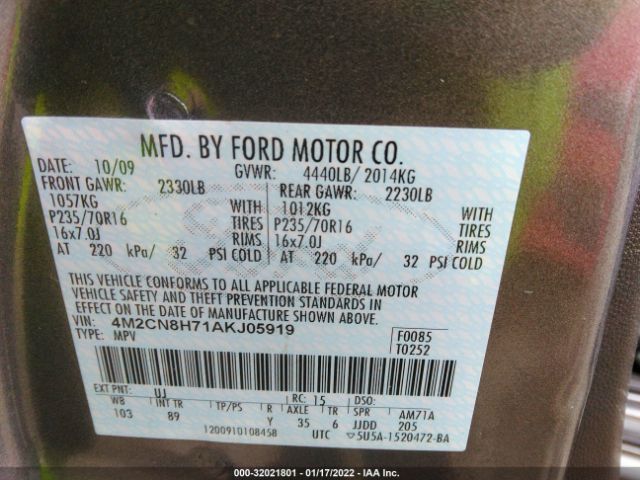 MFD. BY FORD MOTOR CO.
DATE: 10/09 GVWR: 4440LB/ 2014KG
FRONT GAWR: 2330LB REAR GAWR: 2230LB
1057KG WITH 1012KG WITH
P235/70R16 TIRES P235/70R16 TIRES
16x7.0J RIMS 16x7.0J RIMS
AT 220 kPa/ 32 PSI COLD AT 220 kPa/ 32 PSI COLD
THIS VEHICLE CONFORMS TO ALL APPLICABLE FEDERAL MOTOR
VEHICLE SAFETY AND THEFT PREVENTION STANDARDS IN
EFFECT ON THE DATE OF MANUFACTURE SHOWN ABOVE.
VIN: 4M2CN8H71AKJ05919 F0085
TYPE: MPV T0252
EXT PNT: UJ RC: 15 DSO:
WB INT TR TP/PS R AXLE TR SPR AM71A
103 89 Y 35 6 JJDD 205
1200910108458 UTC ▽5U5A-1520472-BA
000-32021801 - 01/17/2022 - IAA Inc.